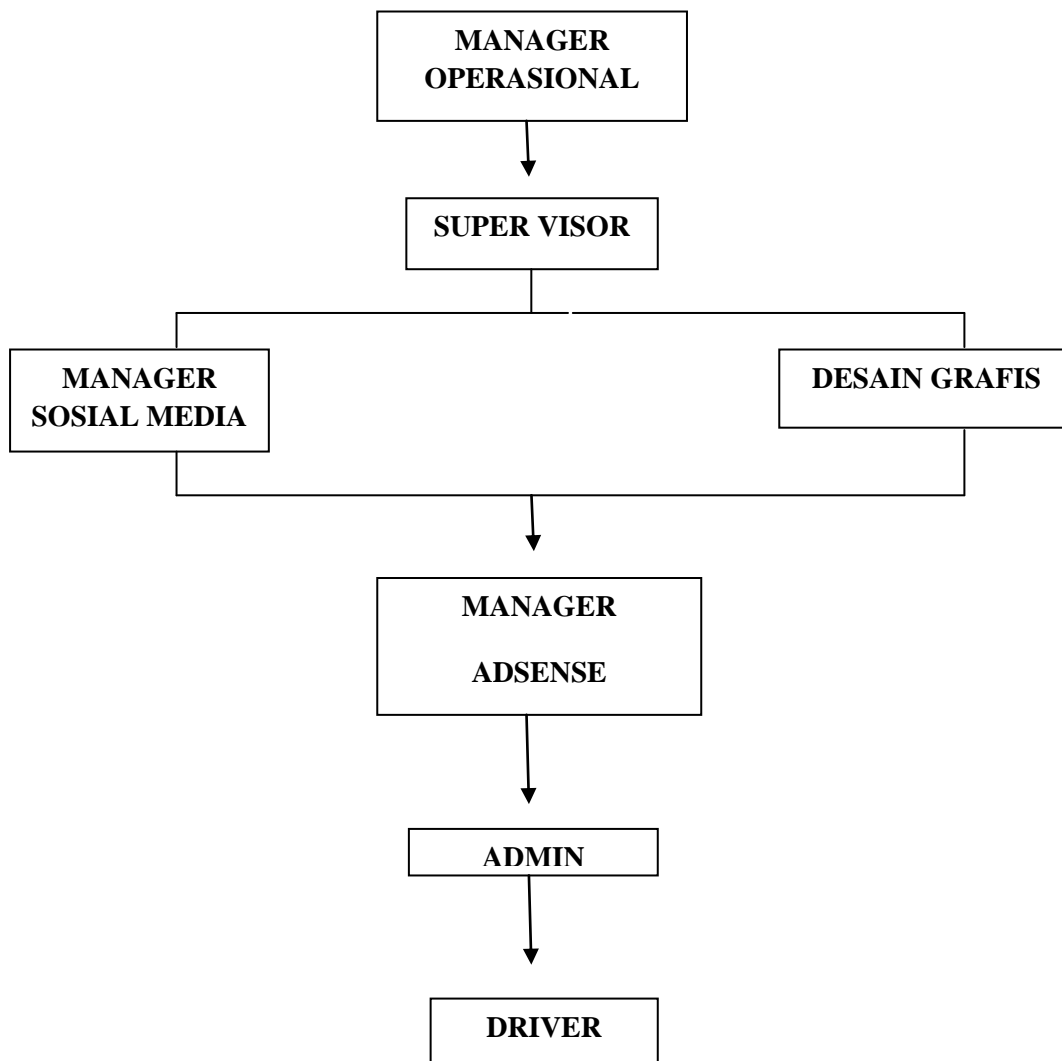 MANAGER
OPERASIONAL
SUPER VISOR
MANAGER
SOSIAL MEDIA
DESAIN GRAFIS
MANAGER
ADSENSE
ADMIN
DRIVER